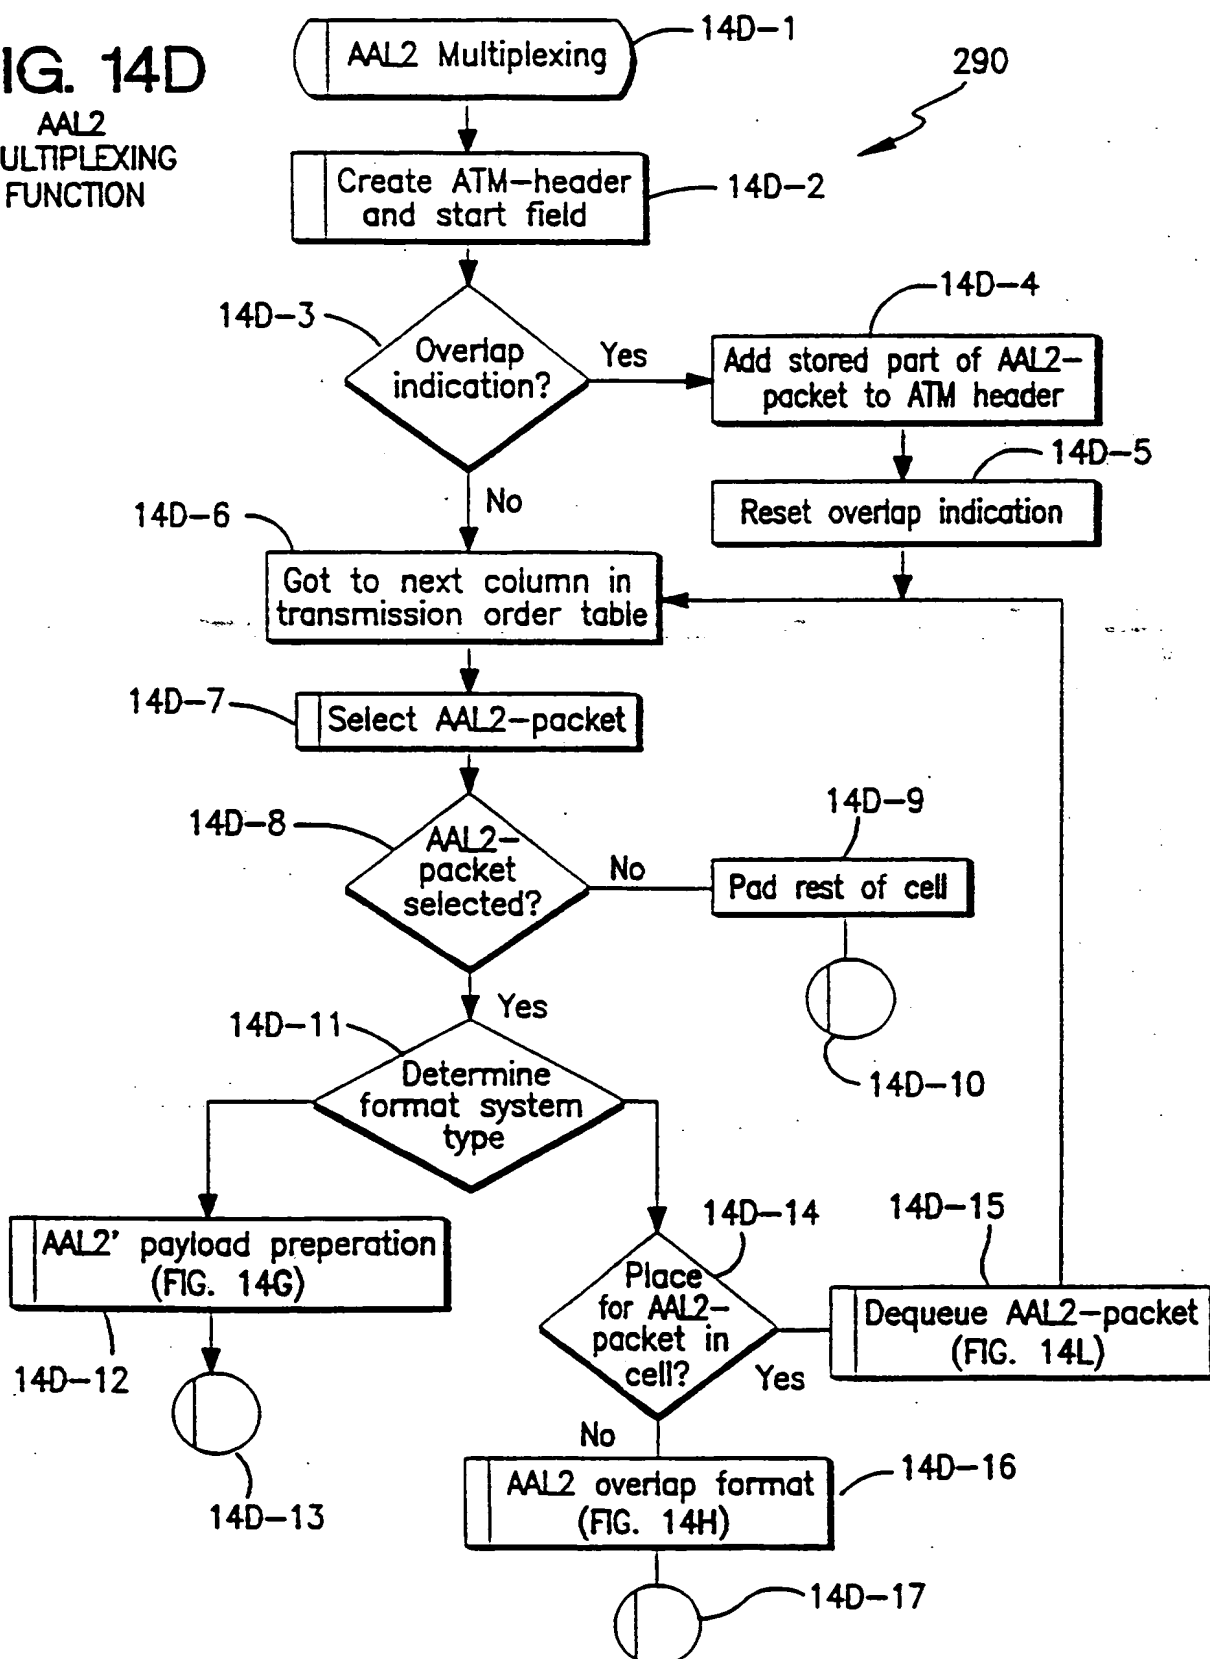 IG. 14D
AAL2
ULTIPLEXING
FUNCTION
AAL2 Multiplexing
14D-1
290
Create ATM-header
and start field
14D-2
14D-3
Overlap
indication?
Yes
No
14D-4
Add stored part of AAL2-
packet to ATM header
14D-5
Reset overlap indication
14D-6
Got to next column in
transmission order table
14D-7
Select AAL2-packet
14D-8
AAL2-
packet
selected?
No
Yes
14D-9
Pad rest of cell
14D-10
14D-11
Determine
format system
type
AAL2' payload preperation
(FIG. 14G)
14D-12
14D-13
14D-14
Place
for AAL2-
packet in
cell?
Yes
No
14D-15
Dequeue AAL2-packet
(FIG. 14L)
AAL2 overlap format
(FIG. 14H)
14D-16
14D-17